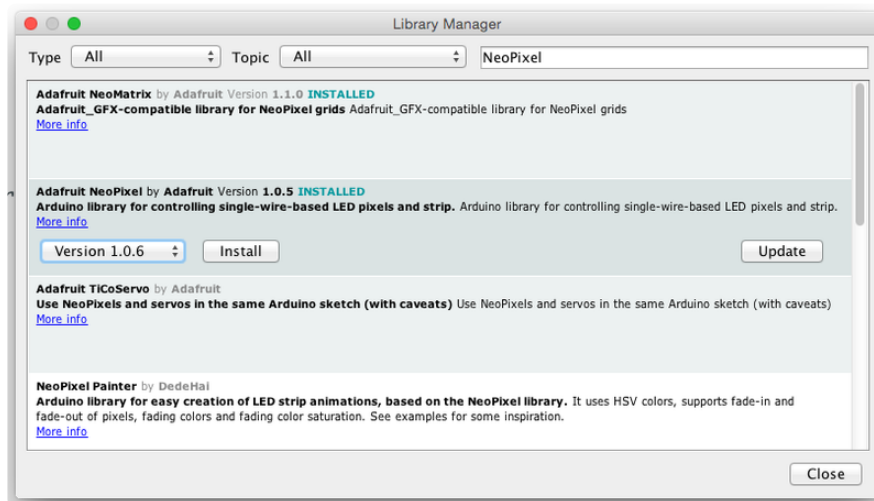 Library Manager
Type All Topic All NeoPixel
Adafruit NeoMatrix by Adafruit Version 1.1.0 INSTALLED
Adafruit_GFX-compatible library for NeoPixel grids Adafruit_GFX-compatible library for NeoPixel grids
More info
Adafruit NeoPixel by Adafruit Version 1.0.5 INSTALLED
Arduino library for controlling single-wire-based LED pixels and strip. Arduino library for controlling single-wire-based LED pixels and strip.
More info
Version 1.0.6 Install Update
Adafruit TiCoServo by Adafruit
Use NeoPixels and servos in the same Arduino sketch (with caveats) Use NeoPixels and servos in the same Arduino sketch (with caveats)
More info
NeoPixel Painter by DedeHai
Arduino library for easy creation of LED strip animations, based on the NeoPixel library. It uses HSV colors, supports fade-in and
fade-out of pixels, fading colors and fading color saturation. See examples for some inspiration.
More info
Close